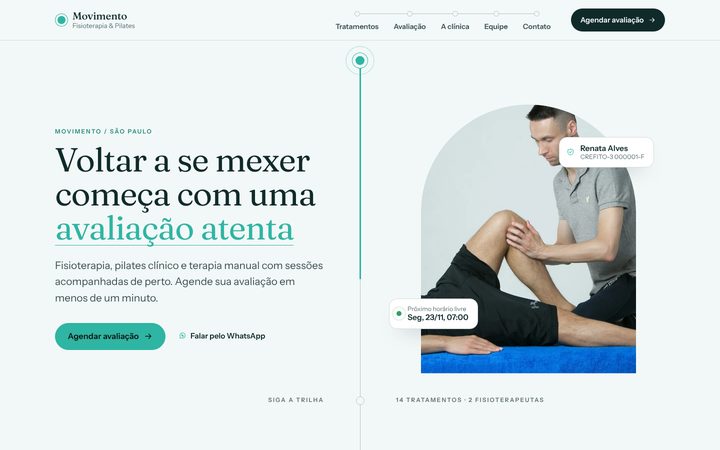 Movimento
Fisioterapia & Pilates
Tratamentos
Avaliação
A clínica
Equipe
Contato
Agendar avaliação →
MOVIMENTO / SÃO PAULO
Voltar a se mexer
começa com uma
avaliação atenta
Fisioterapia, pilates clínico e terapia manual com sessões
acompanhadas de perto. Agende sua avaliação em
menos de um minuto.
Agendar avaliação →
Falar pelo WhatsApp
Renata Alves
CREFITO-3 000001-F
Próximo horário livre
Seg, 23/11, 07:00
SIGA A TRILHA
14 TRATAMENTOS · 2 FISIOTERAPEUTAS